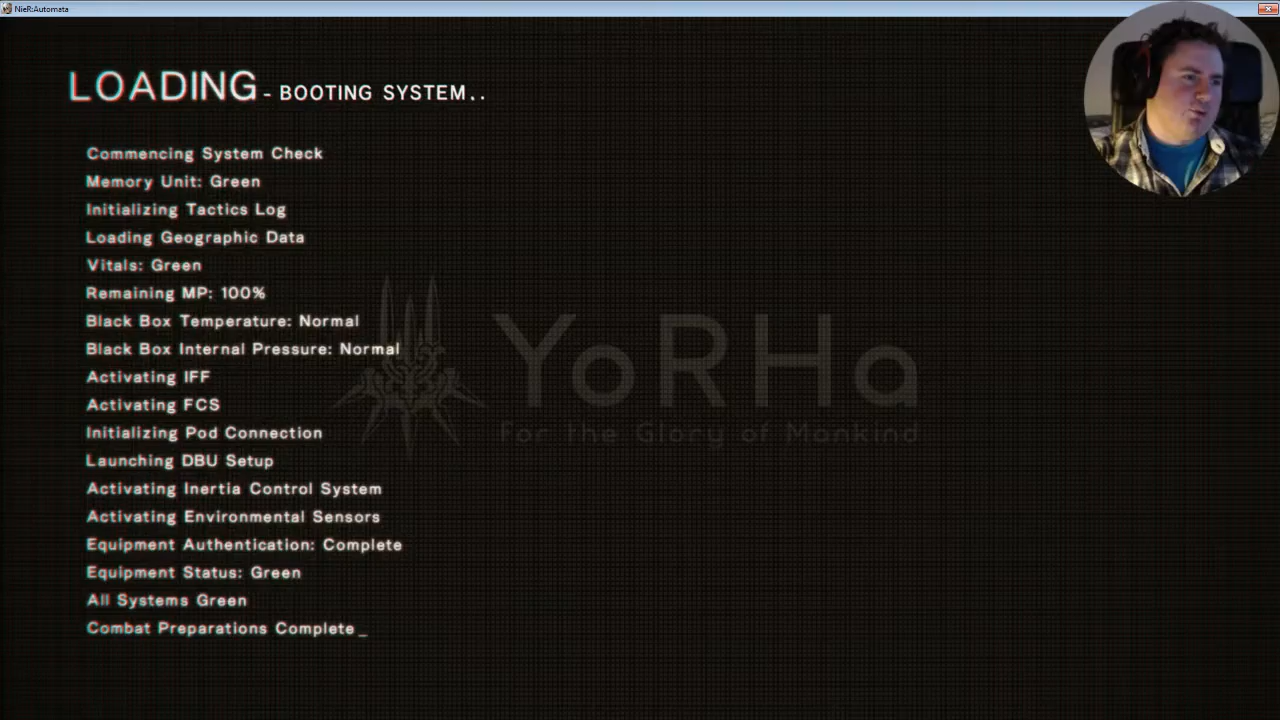 NieR:Automata
LOADING - BOOTING SYSTEM..
Commencing System Check
Memory Unit: Green
Initializing Tactics Log
Loading Geographic Data
Vitals: Green
Remaining MP: 100%
Black Box Temperature: Normal
Black Box Internal Pressure: Normal
Activating IFF
Activating FCS
Initializing Pod Connection
Launching DBU Setup
Activating Inertia Control System
Activating Environmental Sensors
Equipment Authentication: Complete
Equipment Status: Green
All Systems Green
Combat Preparations Complete _
YoRHa
For the Glory of Mankind